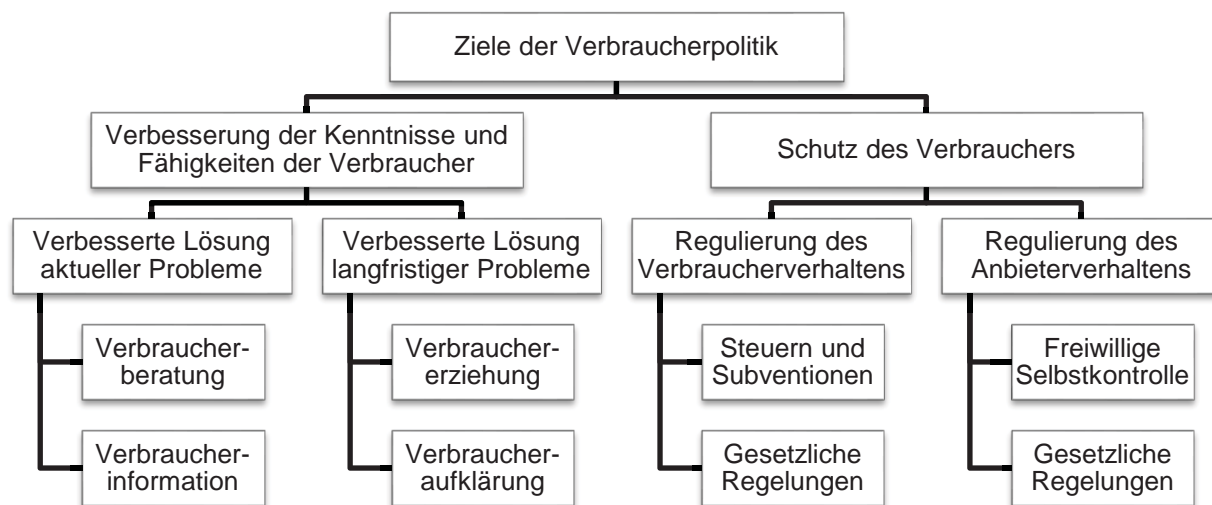 Ziele der Verbraucherpolitik
Verbesserung der Kenntnisse und
Fähigkeiten der Verbraucher
Schutz des Verbrauchers
Verbesserte Lösung
aktueller Probleme
Verbesserte Lösung
langfristiger Probleme
Regulierung des
Verbraucherverhaltens
Regulierung des
Anbieterverhaltens
Verbraucher-
beratung
Verbraucher-
erziehung
Steuern und
Subventionen
Freiwillige
Selbstkontrolle
Verbraucher-
information
Verbraucher-
aufklärung
Gesetzliche
Regelungen
Gesetzliche
Regelungen